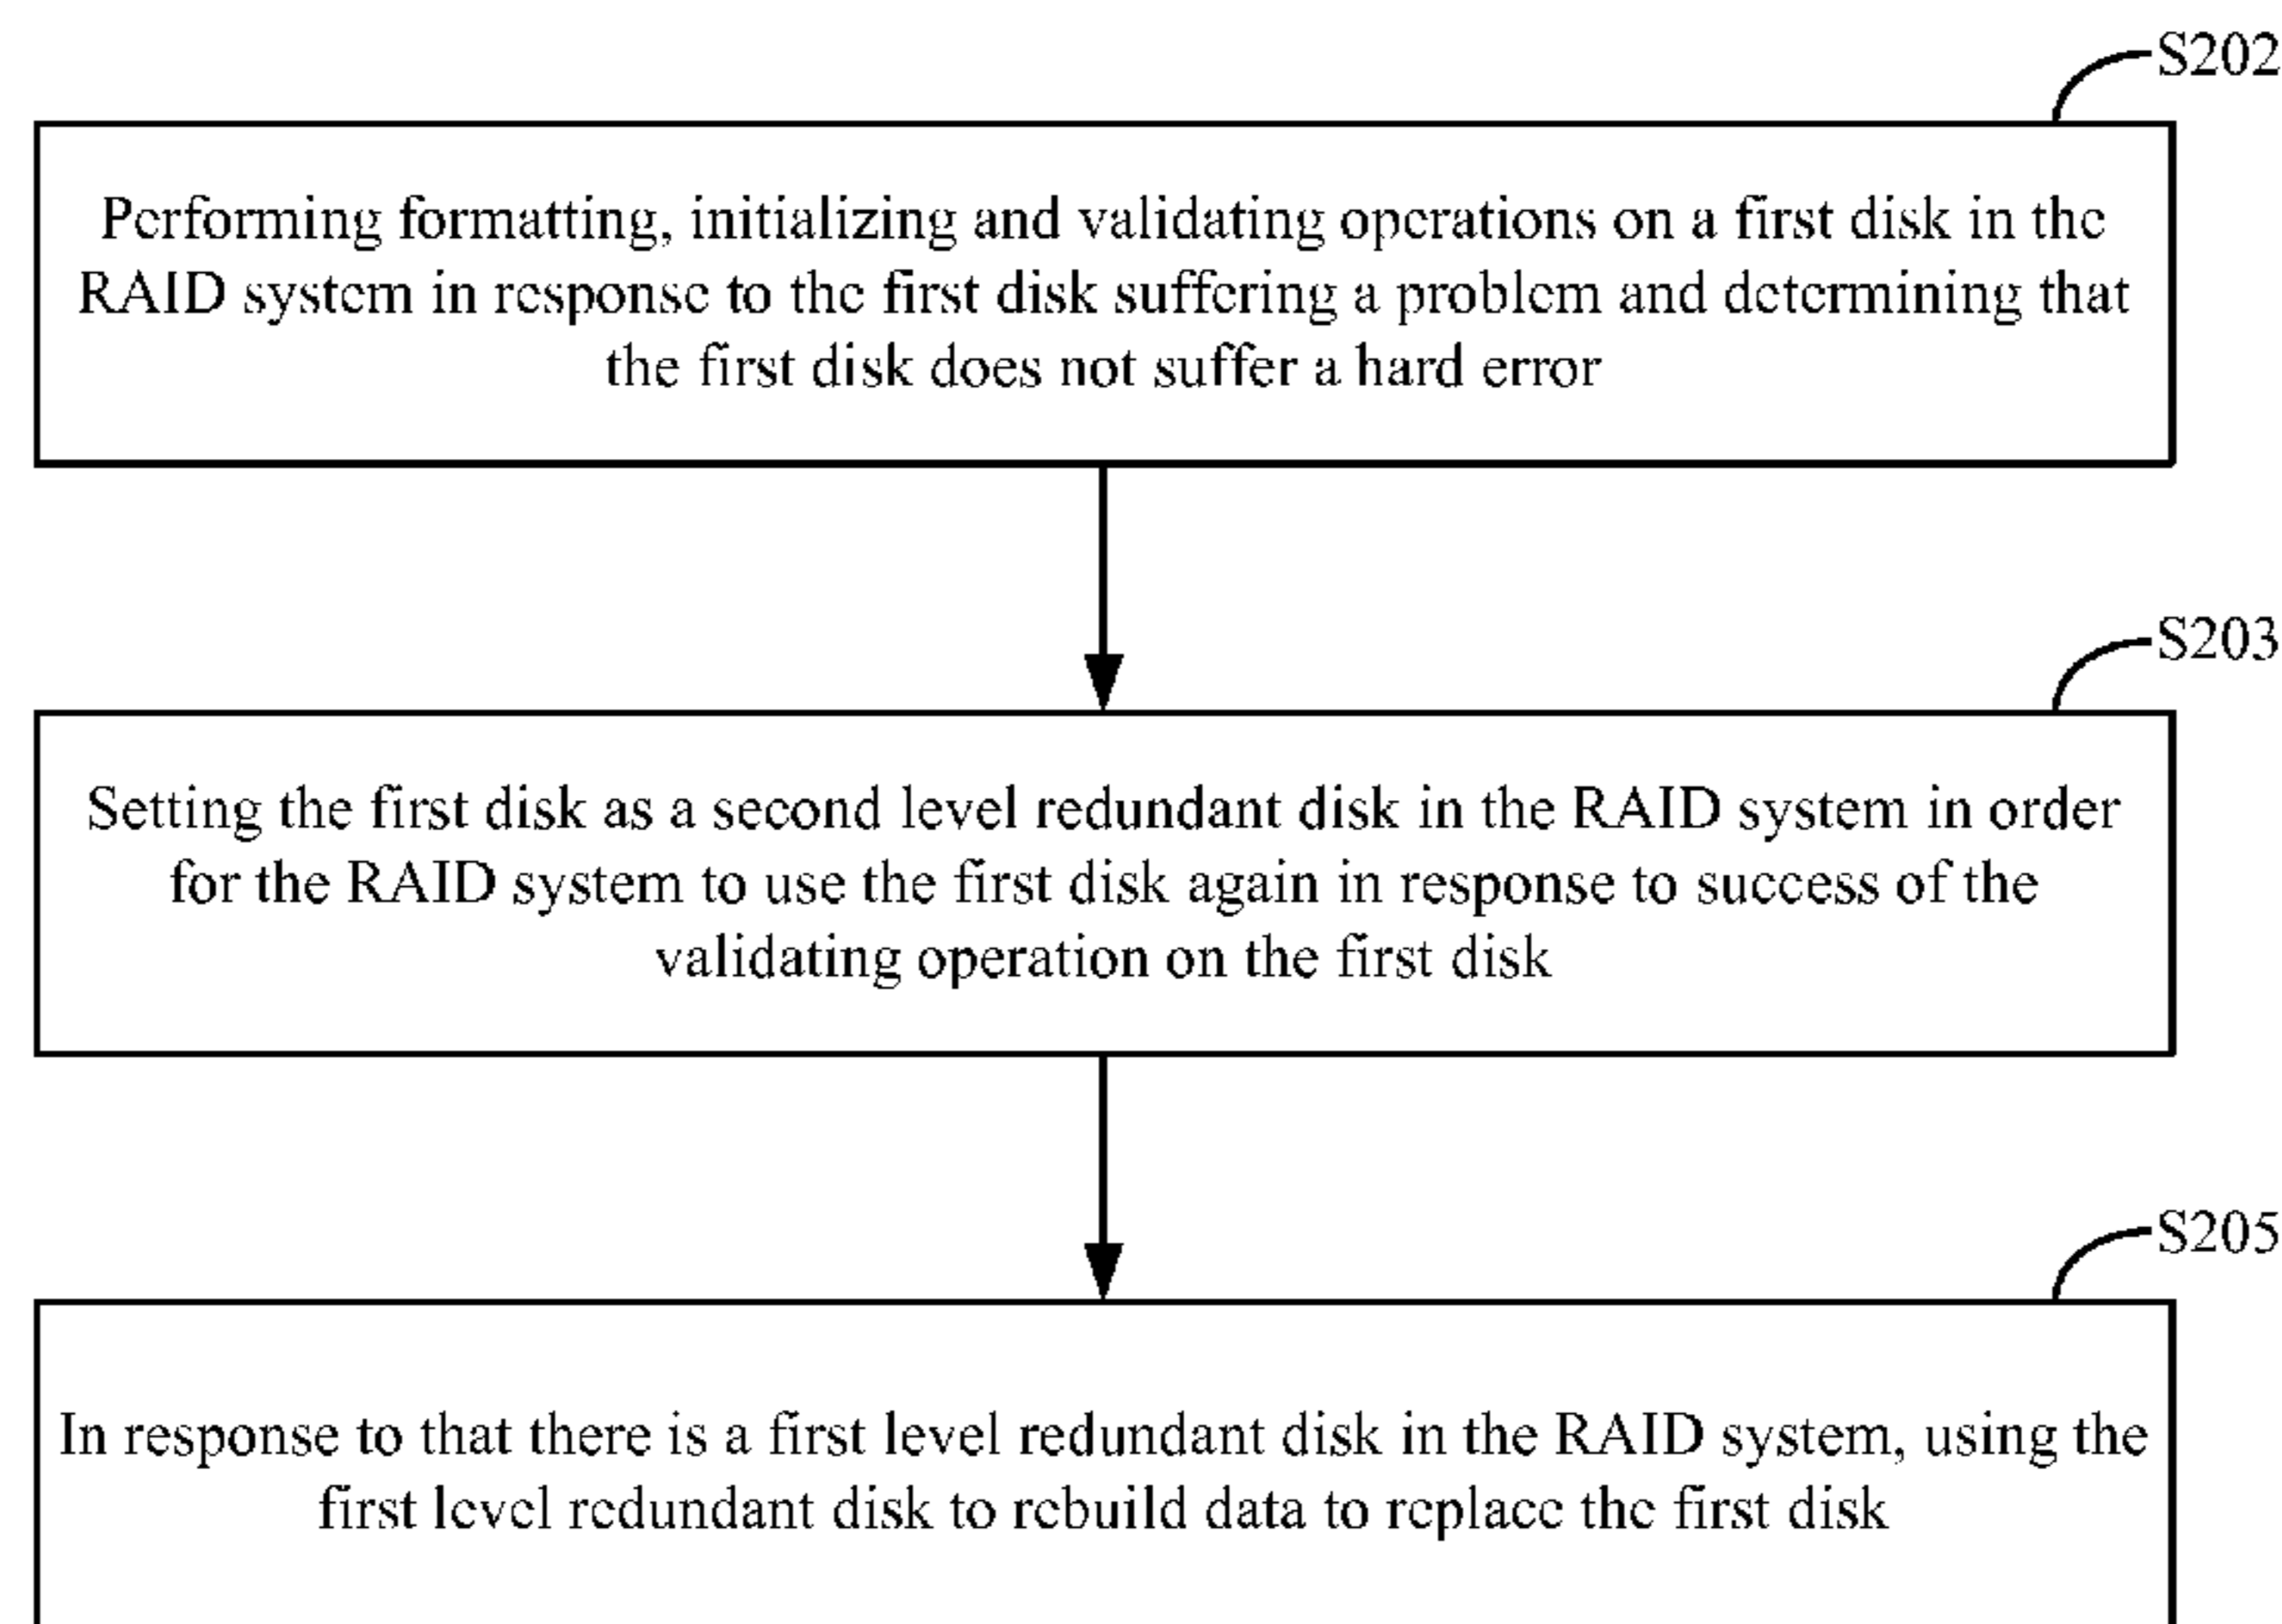 S202
Performing formatting, initializing and validating operations on a first disk in the
RAID system in response to the first disk suffering a problem and determining that
the first disk does not suffer a hard error
S203
Setting the first disk as a second level redundant disk in the RAID system in order
for the RAID system to use the first disk again in response to success of the
validating operation on the first disk
S205
In response to that there is a first level redundant disk in the RAID system, using the
first level redundant disk to rebuild data to replace the first disk